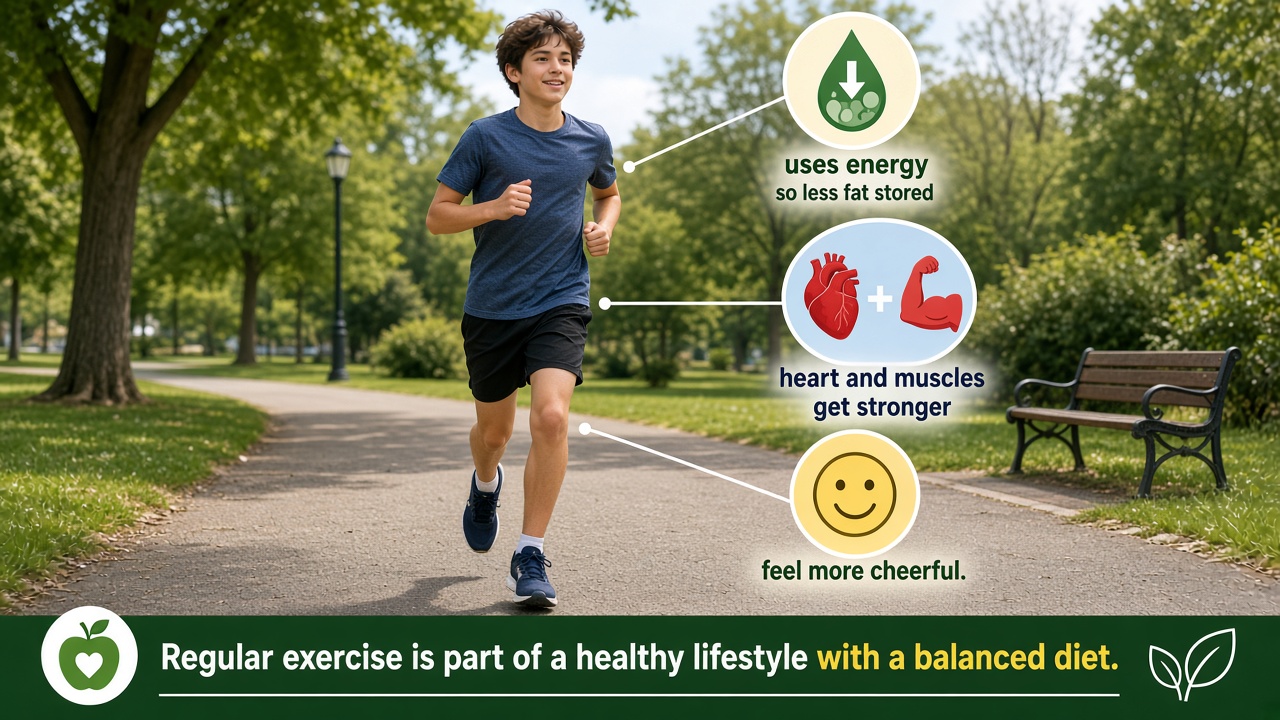 uses energy
so less fat stored
heart and muscles
get stronger
feel more cheerful.
Regular exercise is part of a healthy lifestyle with a balanced diet.